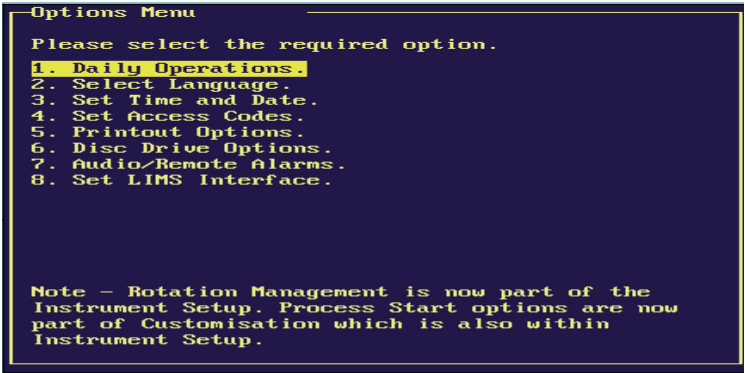 Options Menu
Please select the required option.
1. Daily Operations.
2. Select Language.
3. Set Time and Date.
4. Set Access Codes.
5. Printout Options.
6. Disc Drive Options.
7. Audio/Remote Alarms.
8. Set LIMS Interface.
Note – Rotation Management is now part of the
Instrument Setup. Process Start options are now
part of Customisation which is also within
Instrument Setup.